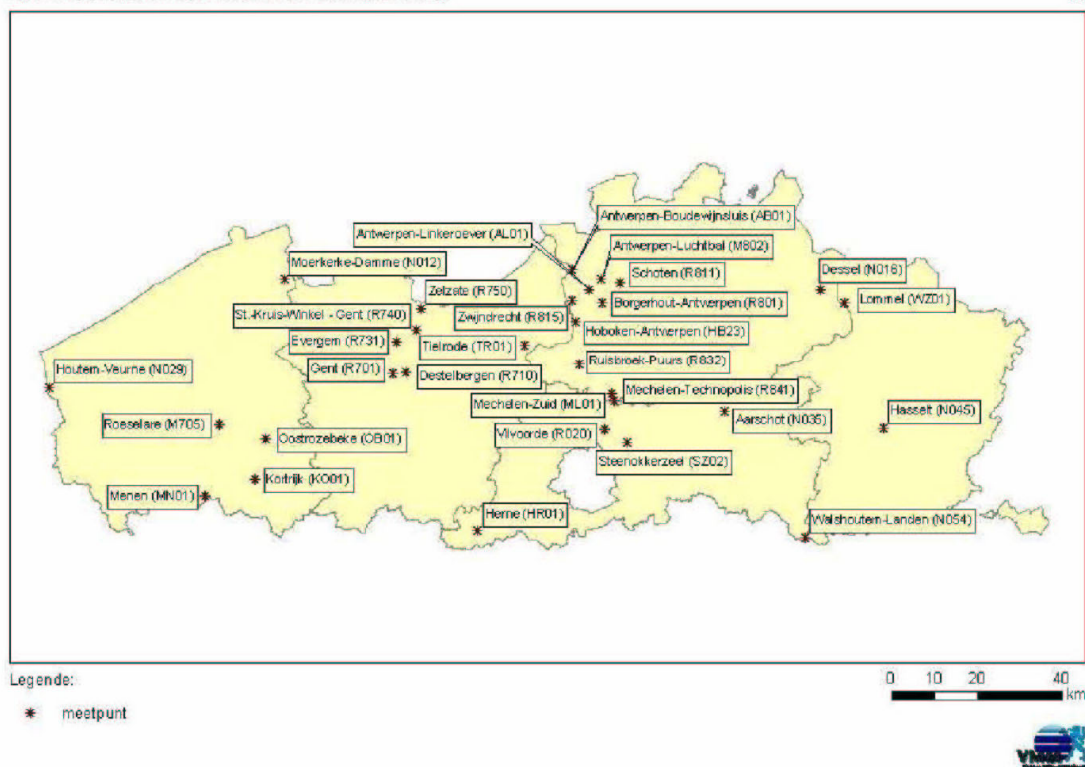 Antwerpen-Boudewijnsluis (AB01)
Antwerpen-Linkeroever (AL01)
Antwerpen-Luchtbal (M802)
Moerkerke-Damme (N012)
Schoten (R811)
Dessel (N016)
Zelzate (R750)
Borgerhout-Antwerpen (R801)
Lommel (WZ01)
St.-Kruis-Winkel - Gent (R740)
Zwijndrecht (R815)
Hoboken-Antwerpen (HB23)
Evergem (R731)
Tielrode (TR01)
Ruisbroek-Puurs (R832)
Houtem-Veurne (N029)
Gent (R701)
Destelbergen (R710)
Mechelen-Technopolis (R841)
Mechelen-Zuid (ML01)
Aarschot (N035)
Hasselt (N045)
Roeselare (M705)
Oostrozebeke (OB01)
Vilvoorde (R020)
Steenokkerzeel (SZ02)
Kortrijk (KO01)
Menen (MN01)
Herne (HR01)
Walshoutem-Landen (N054)
Legende:
meetpunt
0 10 20 40
km